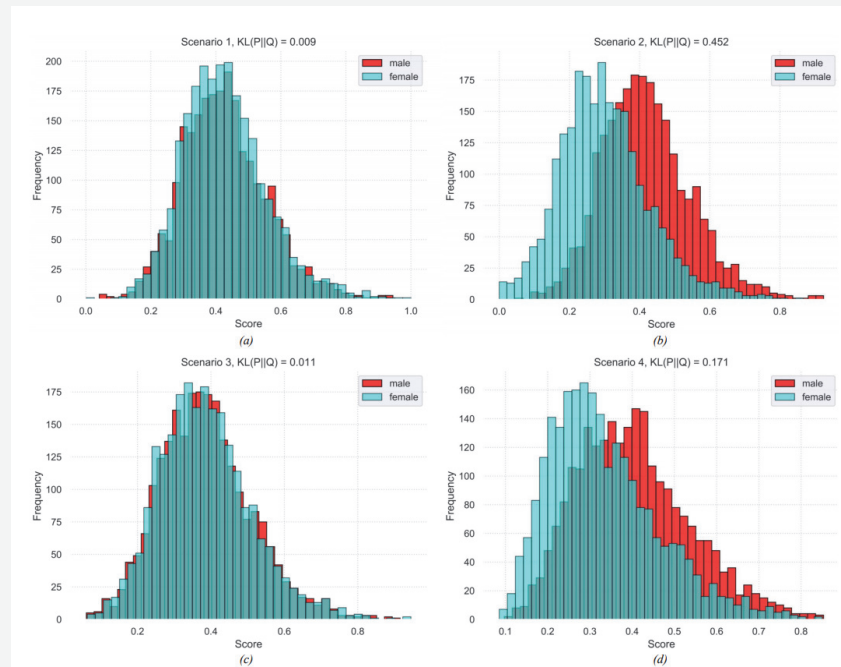 Scenario 1, KL(P||Q) = 0.009
male
female
200
175
150
125
100
75
50
25
0
Frequency
0.0 0.2 0.4 0.6 0.8 1.0
Score
(a)
Scenario 2, KL(P||Q) = 0.452
male
female
175
150
125
100
75
50
25
0
Frequency
0.0 0.2 0.4 0.6 0.8
Score
(b)
Scenario 3, KL(P||Q) = 0.011
male
female
175
150
125
100
75
50
25
0
Frequency
0.2 0.4 0.6 0.8
Score
(c)
Scenario 4, KL(P||Q) = 0.171
male
female
160
140
120
100
80
60
40
20
0
Frequency
0.1 0.2 0.3 0.4 0.5 0.6 0.7 0.8
Score
(d)